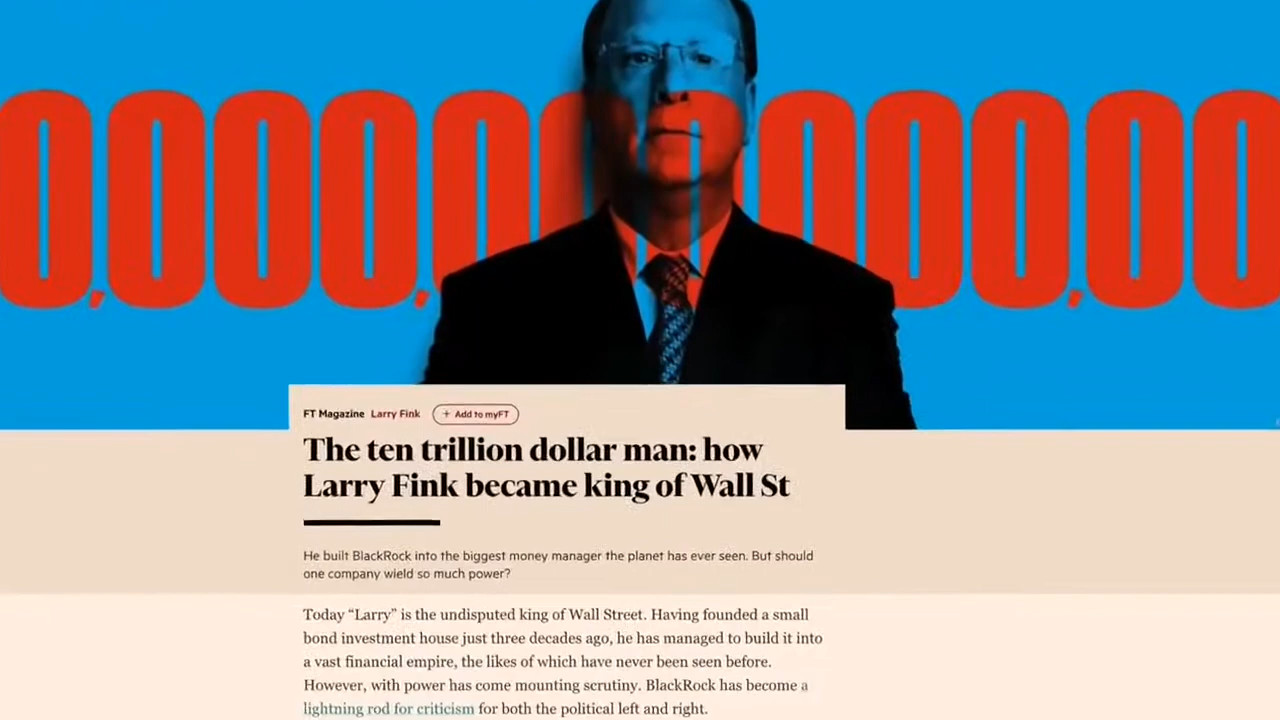 0,000,000,000
FT Magazine Larry Fink + Add to myFT
The ten trillion dollar man: how
Larry Fink became king of Wall St
He built BlackRock into the biggest money manager the planet has ever seen. But should
one company wield so much power?
Today “Larry” is the undisputed king of Wall Street. Having founded a small
bond investment house just three decades ago, he has managed to build it into
a vast financial empire, the likes of which have never been seen before.
However, with power has come mounting scrutiny. BlackRock has become a
lightning rod for criticism for both the political left and right.